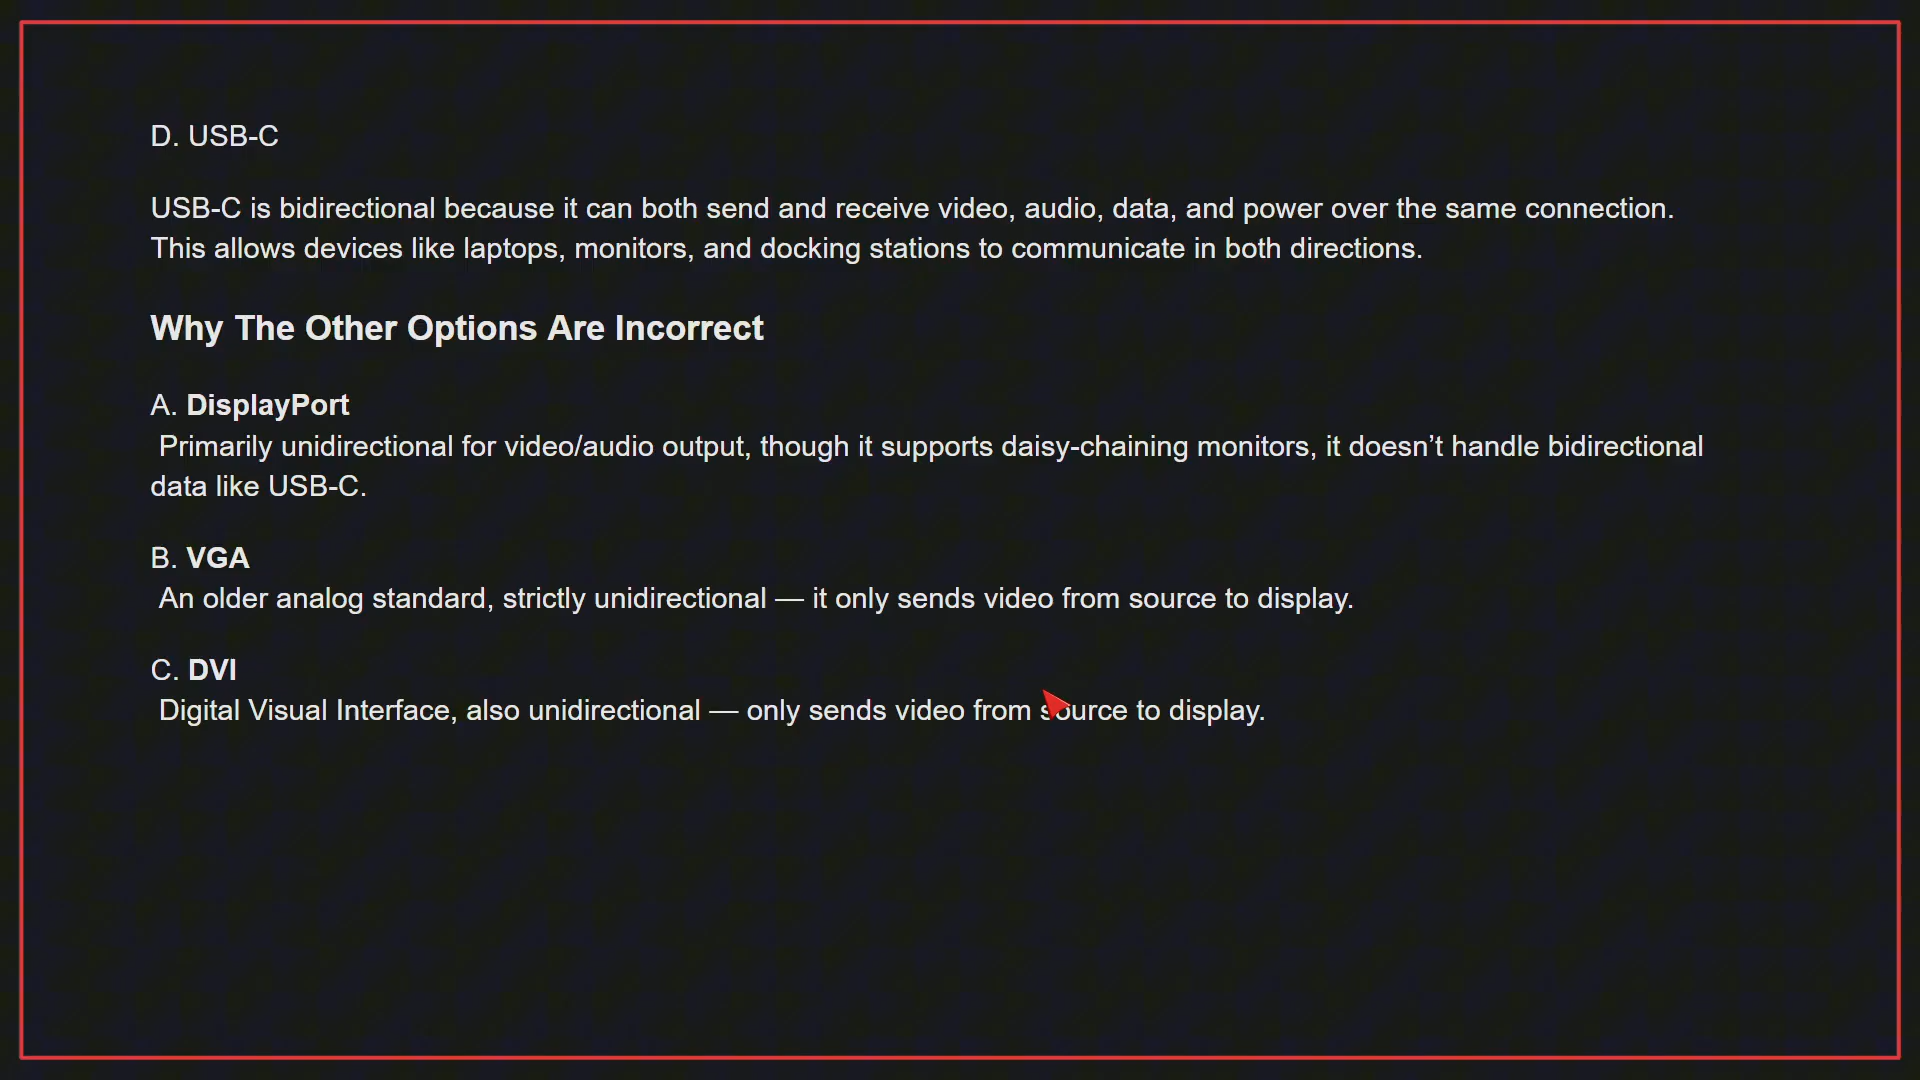 D. USB-C
USB-C is bidirectional because it can both send and receive video, audio, data, and power over the same connection.
This allows devices like laptops, monitors, and docking stations to communicate in both directions.
Why The Other Options Are Incorrect
A. DisplayPort
Primarily unidirectional for video/audio output, though it supports daisy-chaining monitors, it doesn’t handle bidirectional
data like USB-C.
B. VGA
An older analog standard, strictly unidirectional — it only sends video from source to display.
C. DVI
Digital Visual Interface, also unidirectional — only sends video from source to display.